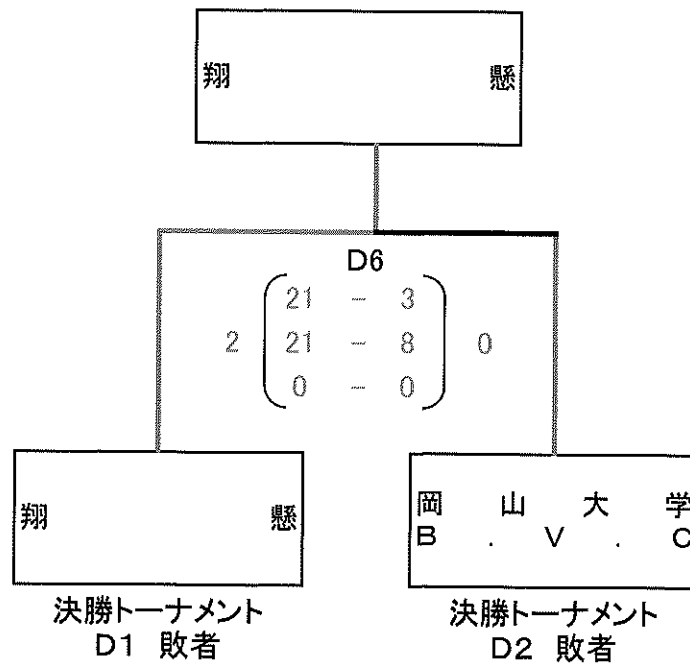 翔 懸
D6
21 - 3
2 21 - 8 0
0 - 0
翔 懸
岡 山 大 学
B . V . C
決勝トーナメント
D1 敗者
決勝トーナメント
D2 敗者